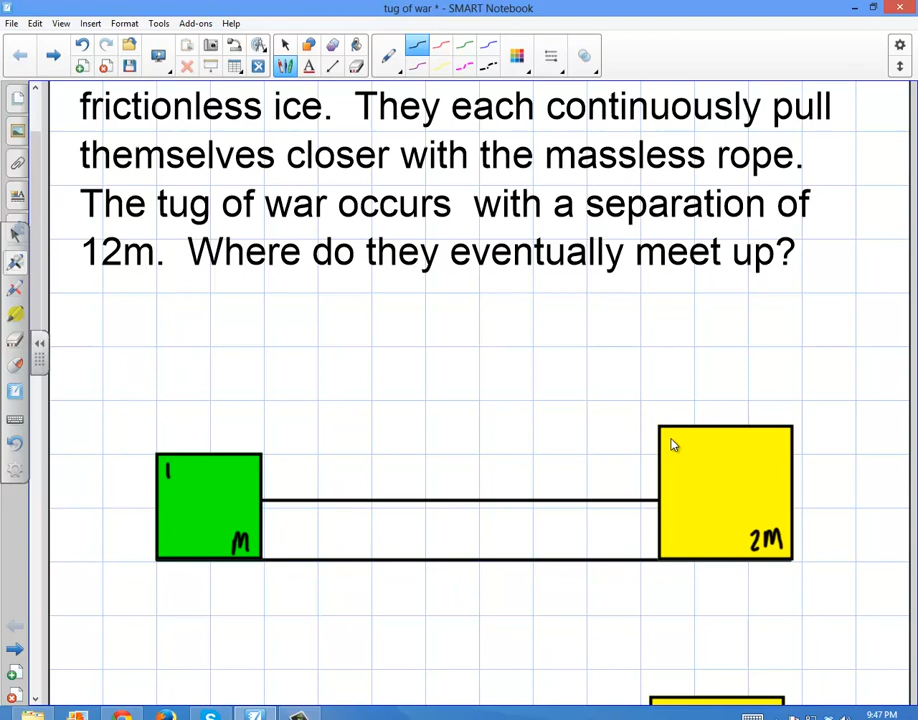 tug of war * - SMART Notebook
File Edit View Insert Format Tools Add-ons Help
frictionless ice. They each continuously pull
themselves closer with the massless rope.
The tug of war occurs with a separation of
12m. Where do they eventually meet up?
1
M
2M
9:47 PM